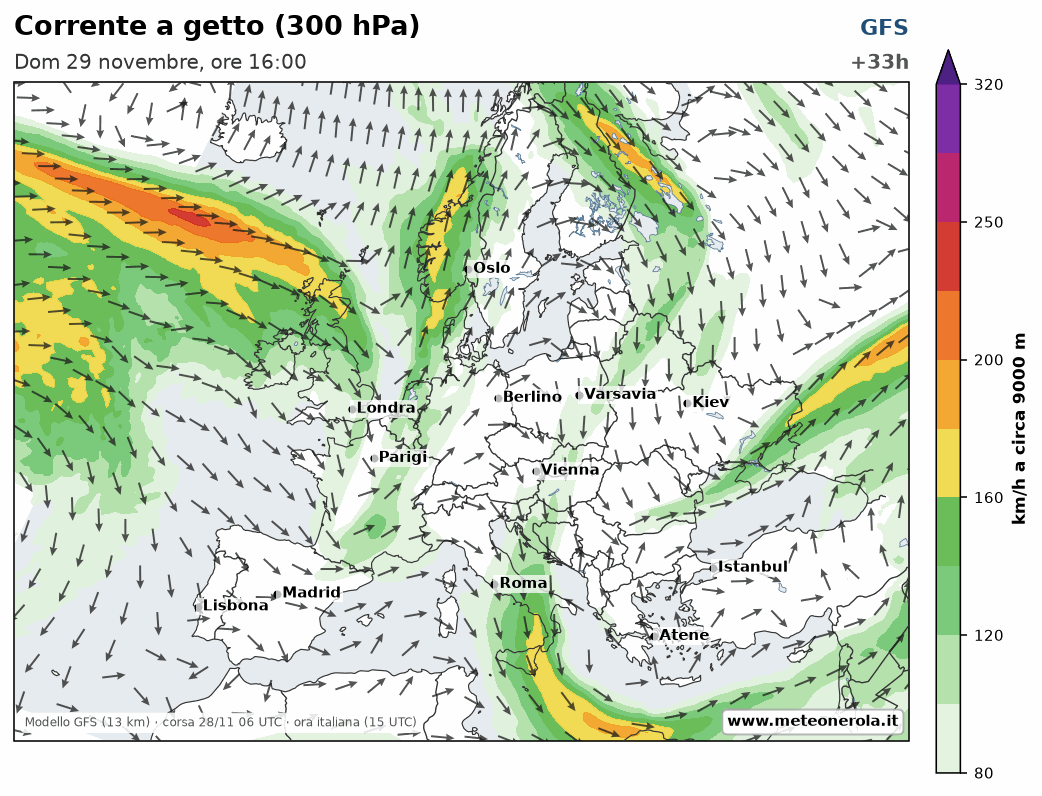 Corrente a getto (300 hPa)
GFS
Dom 29 novembre, ore 16:00
+33h
320
250
200
160
120
80
km/h a circa 9000 m
Oslo
Londra
Berlino
Varsavia
Kiev
Parigi
Vienna
Istanbul
Roma
Madrid
Lisbona
Atene
Modello GFS (13 km) · corsa 28/11 06 UTC · ora italiana (15 UTC)
www.meteonerola.it